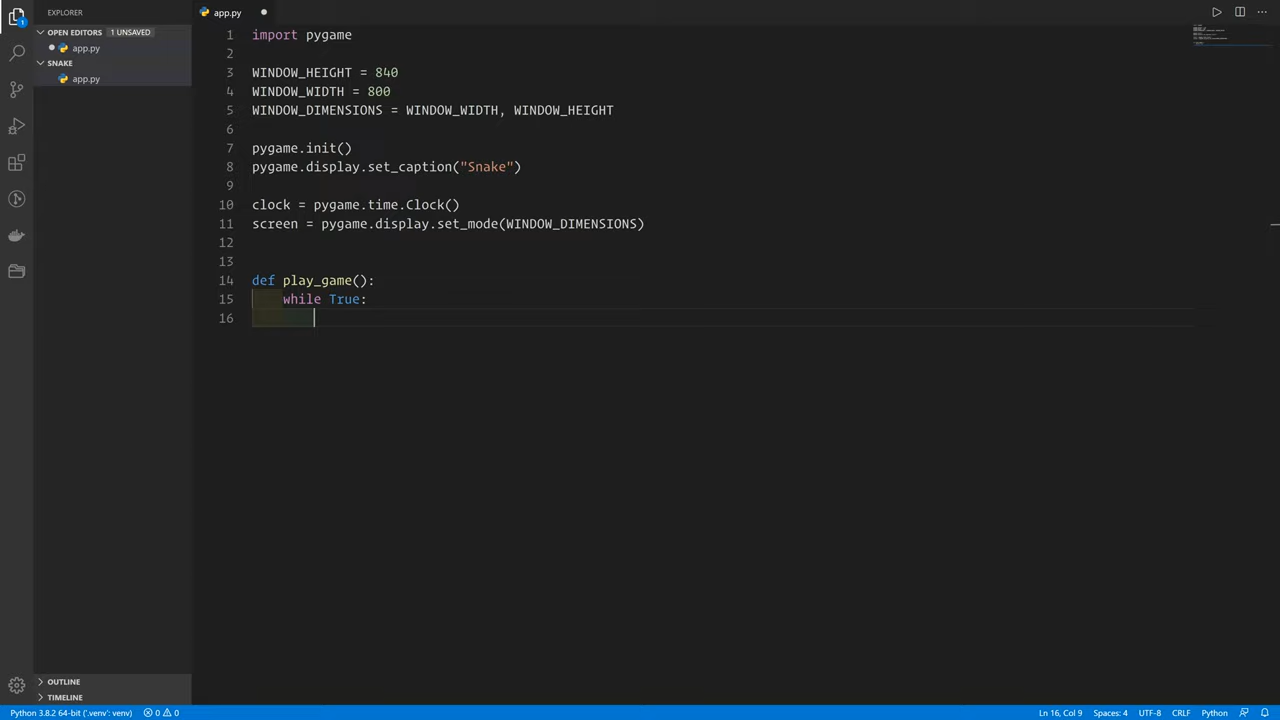 EXPLORER
OPEN EDITORS 1 UNSAVED
app.py
SNAKE
app.py
OUTLINE
TIMELINE
1
app.py
1 import pygame
2
3 WINDOW_HEIGHT = 840
4 WINDOW_WIDTH = 800
5 WINDOW_DIMENSIONS = WINDOW_WIDTH, WINDOW_HEIGHT
6
7 pygame.init()
8 pygame.display.set_caption("Snake")
9
10 clock = pygame.time.Clock()
11 screen = pygame.display.set_mode(WINDOW_DIMENSIONS)
12
13
14 def play_game():
15 while True:
16
Python 3.8.2 64-bit ('.venv': venv) 0 0 Ln 16, Col 9 Spaces: 4 UTF-8 CRLF Python